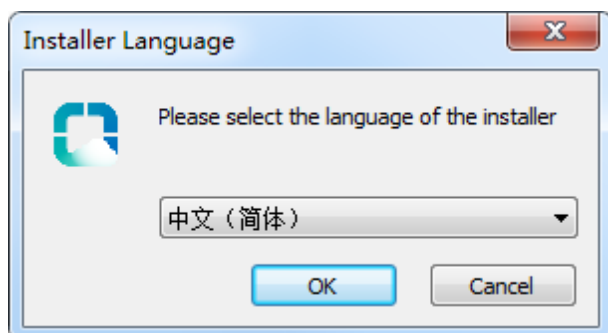 Installer Language
Please select the language of the installer
中文（简体）
OK
Cancel